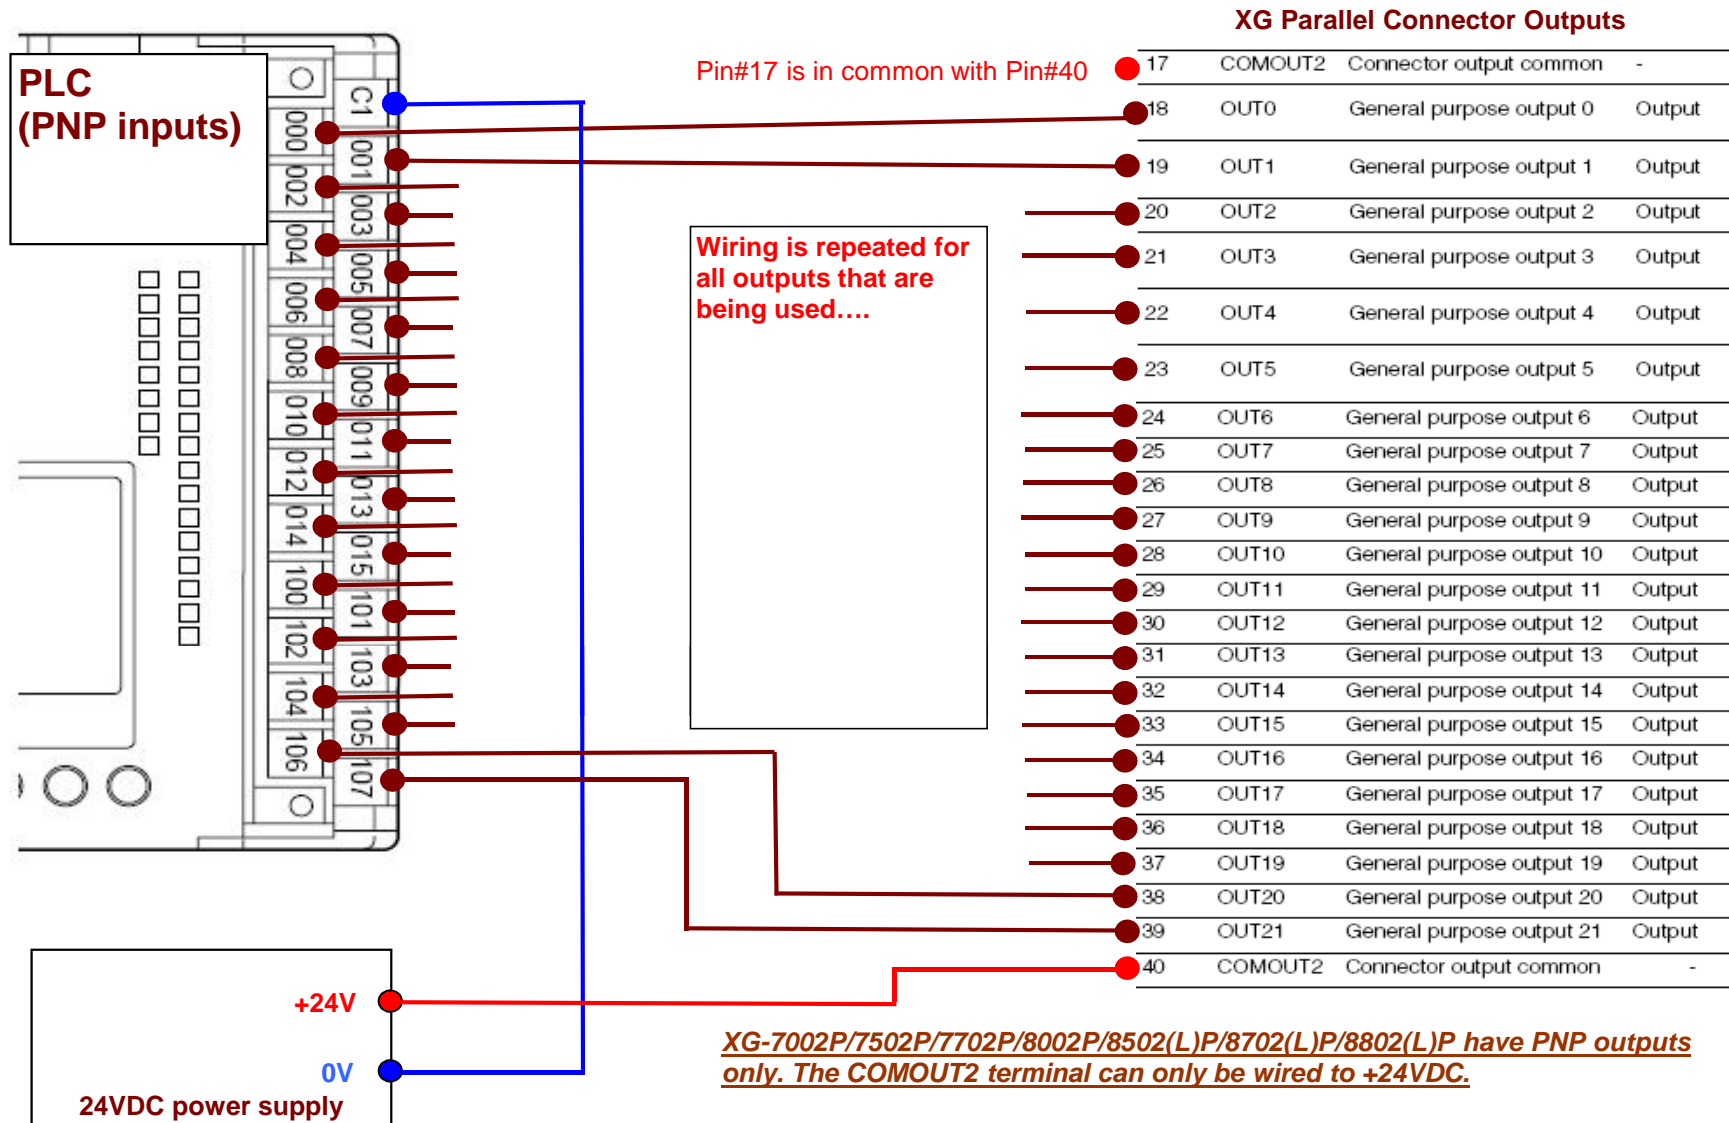 XG Parallel Connector Outputs
PLC
(PNP inputs)
Pin#17 is in common with Pin#40
17 COMOUT2 Connector output common -
18 OUT0 General purpose output 0 Output
19 OUT1 General purpose output 1 Output
20 OUT2 General purpose output 2 Output
21 OUT3 General purpose output 3 Output
22 OUT4 General purpose output 4 Output
23 OUT5 General purpose output 5 Output
24 OUT6 General purpose output 6 Output
25 OUT7 General purpose output 7 Output
26 OUT8 General purpose output 8 Output
27 OUT9 General purpose output 9 Output
28 OUT10 General purpose output 10 Output
29 OUT11 General purpose output 11 Output
30 OUT12 General purpose output 12 Output
31 OUT13 General purpose output 13 Output
32 OUT14 General purpose output 14 Output
33 OUT15 General purpose output 15 Output
34 OUT16 General purpose output 16 Output
35 OUT17 General purpose output 17 Output
36 OUT18 General purpose output 18 Output
37 OUT19 General purpose output 19 Output
38 OUT20 General purpose output 20 Output
39 OUT21 General purpose output 21 Output
40 COMOUT2 Connector output common -
C1
000
001
002
003
004
005
006
007
008
009
010
011
012
013
014
015
100
101
102
103
104
105
106
107
Wiring is repeated for
all outputs that are
being used....
+24V
0V
24VDC power supply
XG-7002P/7502P/7702P/8002P/8502(L)P/8702(L)P/8802(L)P have PNP outputs
only. The COMOUT2 terminal can only be wired to +24VDC.